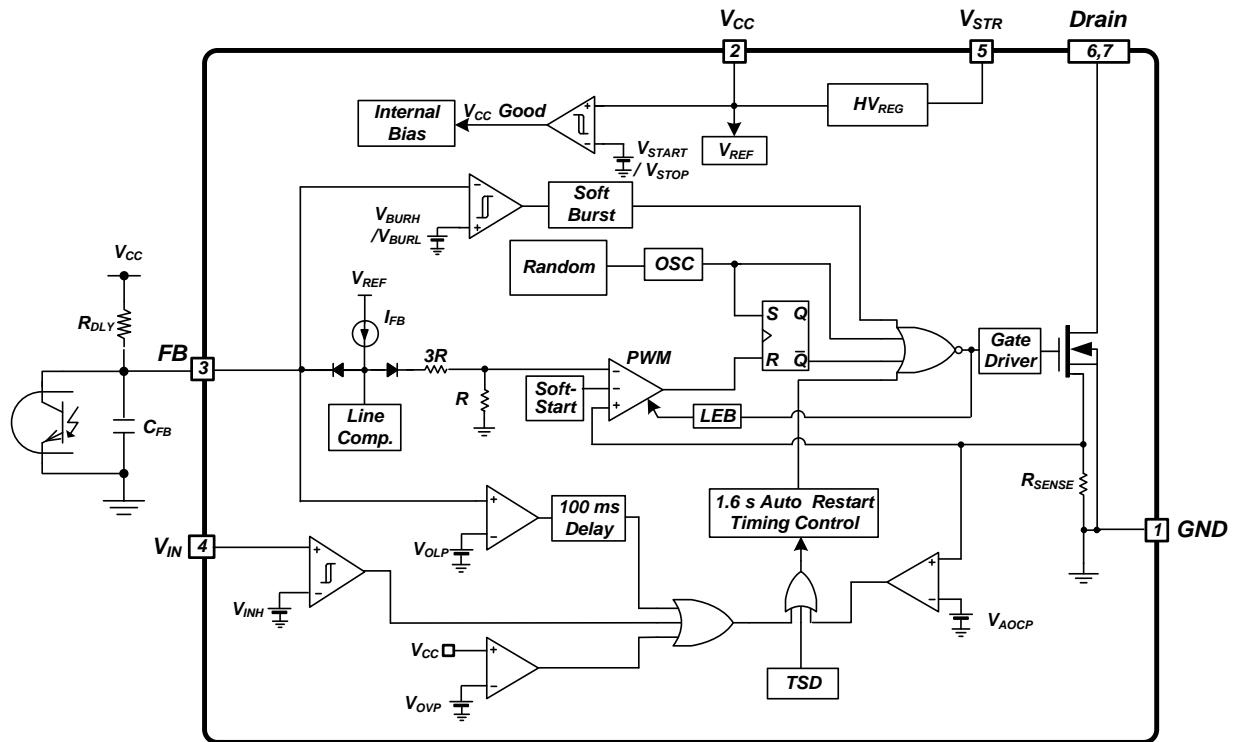 VCC
VSTR
Drain
2
5
6,7
Internal
Bias
VCC Good
+
−
VSTART
/ VSTOP
VREF
HVREG
−
+
VBURH
/VBURL
Soft
Burst
Random
OSC
VCC
RDLY
VREF
IFB
FB
3
3R
R
Line
Comp.
CFB
PWM
−
−
+
Soft-
Start
S Q
R Q̅
LEB
Gate
Driver
RSENSE
1
GND
1.6 s Auto Restart
Timing Control
+
−
VOLP
100 ms
Delay
VIN
4
+
−
VINH
VCC
+
−
VOVP
TSD
+
−
VAOCP